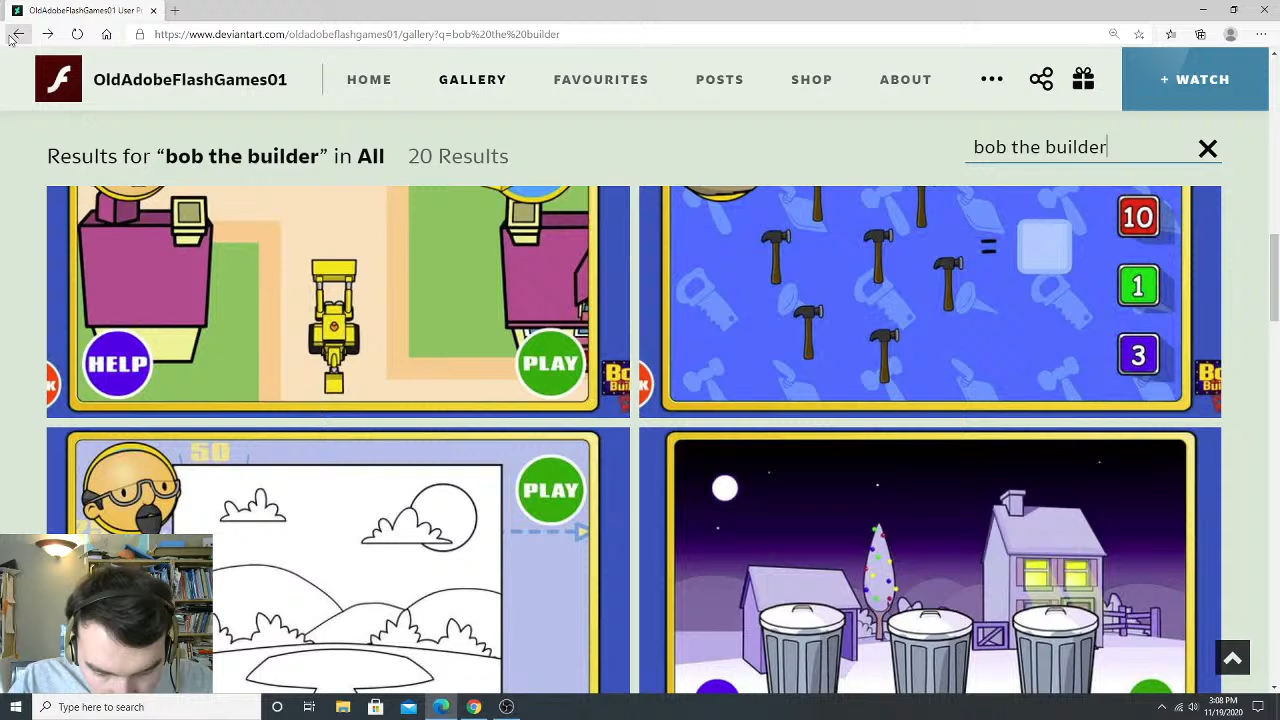 OldAdobeFlashGames01 User Pro
https://www.deviantart.com/oldadobeflashgames01/gallery?q=bob%20the%20builder
OldAdobeFlashGames01
HOME
GALLERY
FAVOURITES
POSTS
SHOP
ABOUT
+ WATCH
Results for “bob the builder” in All 20 Results
bob the builder
10
=
1
3
HELP
PLAY
50
PLAY
Type here to search
3:08 PM
11/19/2020